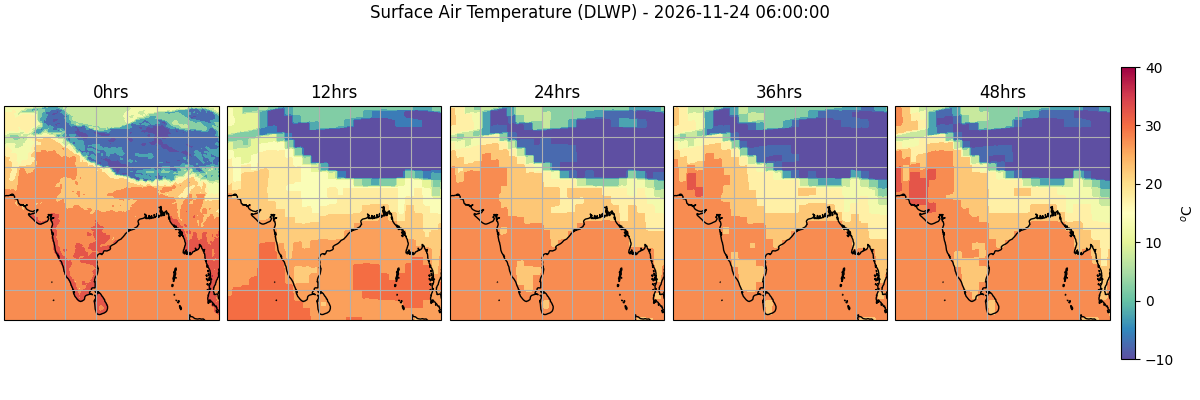 Surface Air Temperature (DLWP) - 2026-11-24 06:00:00
0hrs
12hrs
24hrs
36hrs
48hrs
40
30
20
10
0
−10
°C